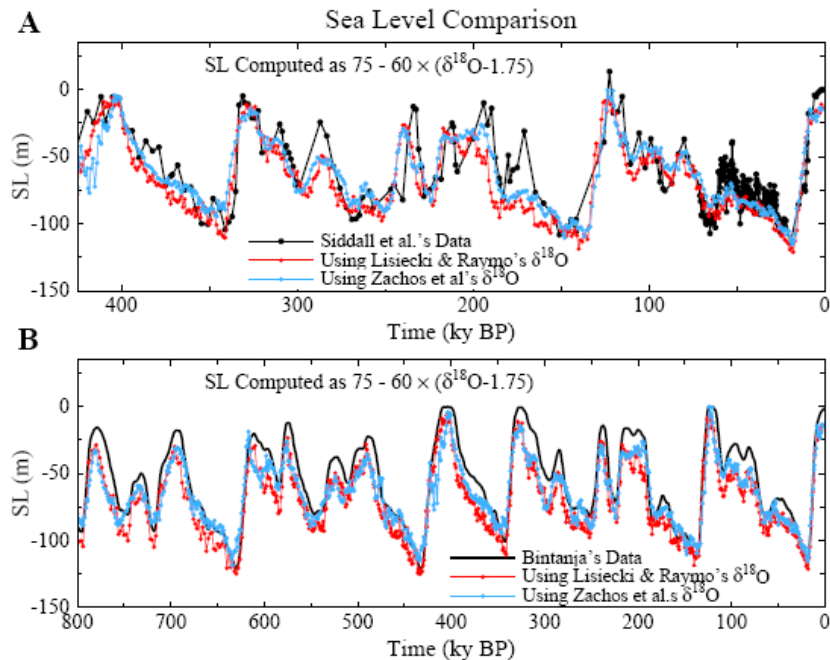 Sea Level Comparison
A
SL Computed as 75 - 60 × (δ¹⁸O-1.75)
0
-50
-100
-150
SL (m)
Siddall et al.'s Data
Using Lisiecki & Raymo's δ¹⁸O
Using Zachos et al's δ¹⁸O
400
300
200
100
0
Time (ky BP)
B
SL Computed as 75 - 60 × (δ¹⁸O-1.75)
0
-50
-100
-150
SL (m)
Bintanja's Data
Using Lisiecki & Raymo's δ¹⁸O
Using Zachos et al.s δ¹⁸O
800
700
600
500
400
300
200
100
0
Time (ky BP)